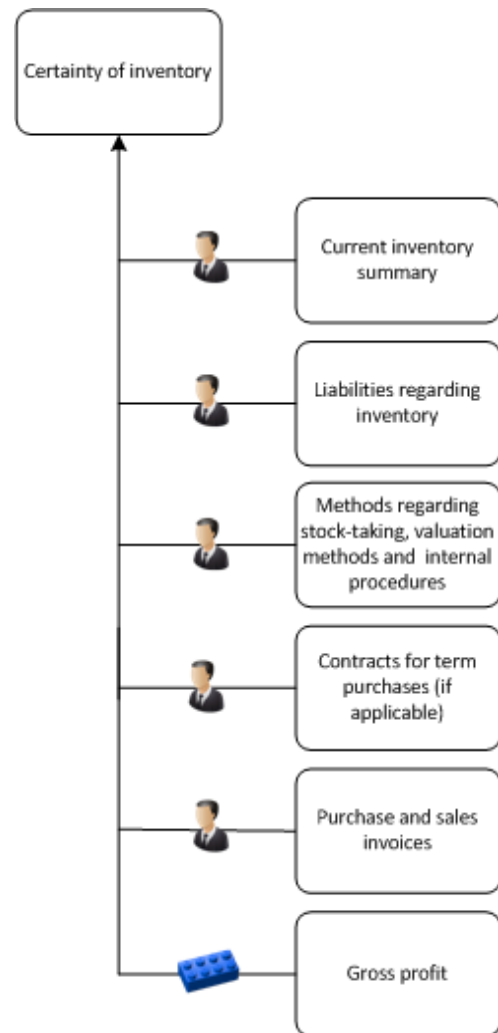 Certainty of inventory
Current inventory
summary
Liabilities regarding
inventory
Methods regarding
stock-taking, valuation
methods and internal
procedures
Contracts for term
purchases (if
applicable)
Purchase and sales
invoices
Gross profit